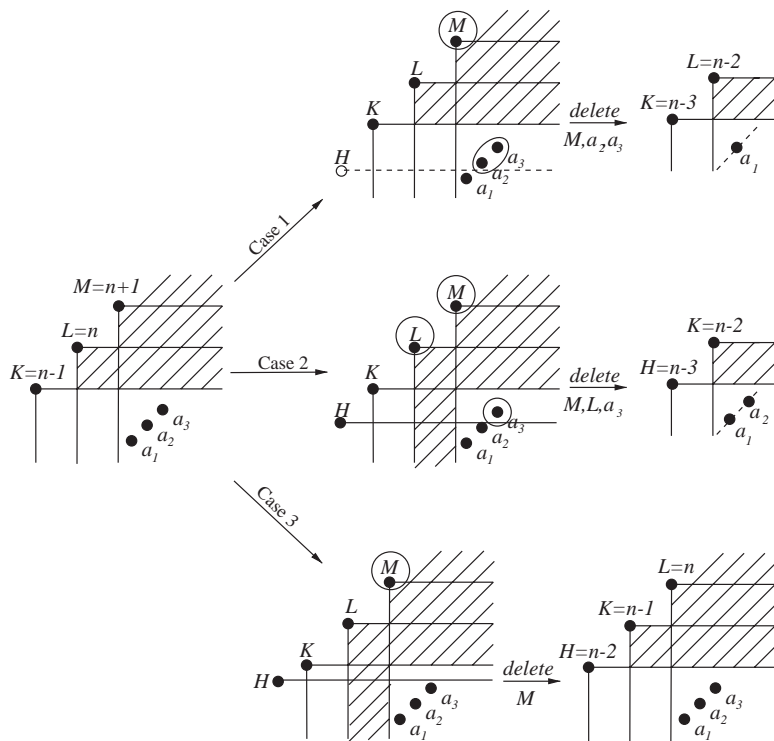 M
L
K
H
a1
a2
a3
delete
M,a2,a3
L=n-2
K=n-3
a1
Case 1
M=n+1
L=n
K=n-1
a1
a2
a3
Case 2
M
L
K
H
a1
a2
a3
delete
M,L,a3
K=n-2
H=n-3
a1
a2
Case 3
M
L
K
H
a1
a2
a3
delete
M
L=n
K=n-1
H=n-2
a1
a2
a3